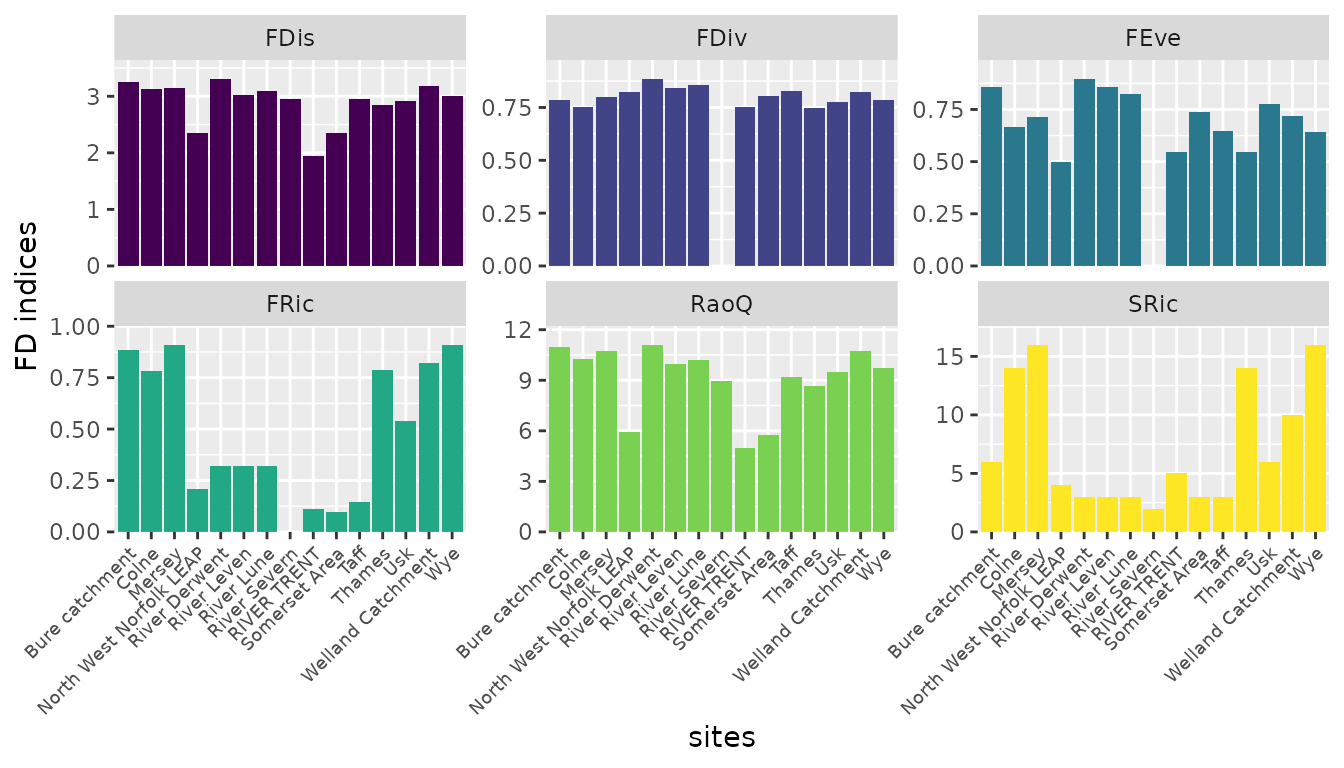 FDis
FDiv
FEve
3
2
1
0
0.75
0.50
0.25
0.00
0.75
0.50
0.25
0.00
FD indices
FRic
RaoQ
SRic
1.00
0.75
0.50
0.25
0.00
12
9
6
3
0
15
10
5
0
Bure catchment
Colne
Mersey
North West Norfolk LEAP
River Derwent
River Leven
River Lune
River Severn
RIVER TRENT
Somerset Area
Taff
Thames
Usk
Welland Catchment
Wye
Bure catchment
Colne
Mersey
North West Norfolk LEAP
River Derwent
River Leven
River Lune
River Severn
RIVER TRENT
Somerset Area
Taff
Thames
Usk
Welland Catchment
Wye
Bure catchment
Colne
Mersey
North West Norfolk LEAP
River Derwent
River Leven
River Lune
River Severn
RIVER TRENT
Somerset Area
Taff
Thames
Usk
Welland Catchment
Wye
sites